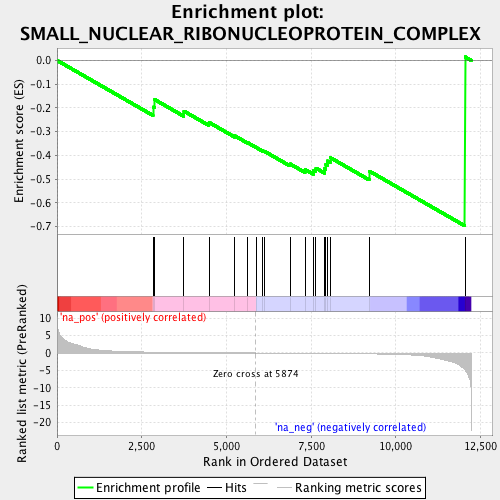 Enrichment plot:
SMALL_NUCLEAR_RIBONUCLEOPROTEIN_COMPLEX
Enrichment score (ES)
0.0
-0.1
-0.2
-0.3
-0.4
-0.5
-0.6
-0.7
Ranked list metric (PreRanked)
10
5
0
-5
-10
-15
-20
'na_pos' (positively correlated)
Zero cross at 5874
'na_neg' (negatively correlated)
0
2,500
5,000
7,500
10,000
12,500
Rank in Ordered Dataset
Enrichment profile
Hits
Ranking metric scores